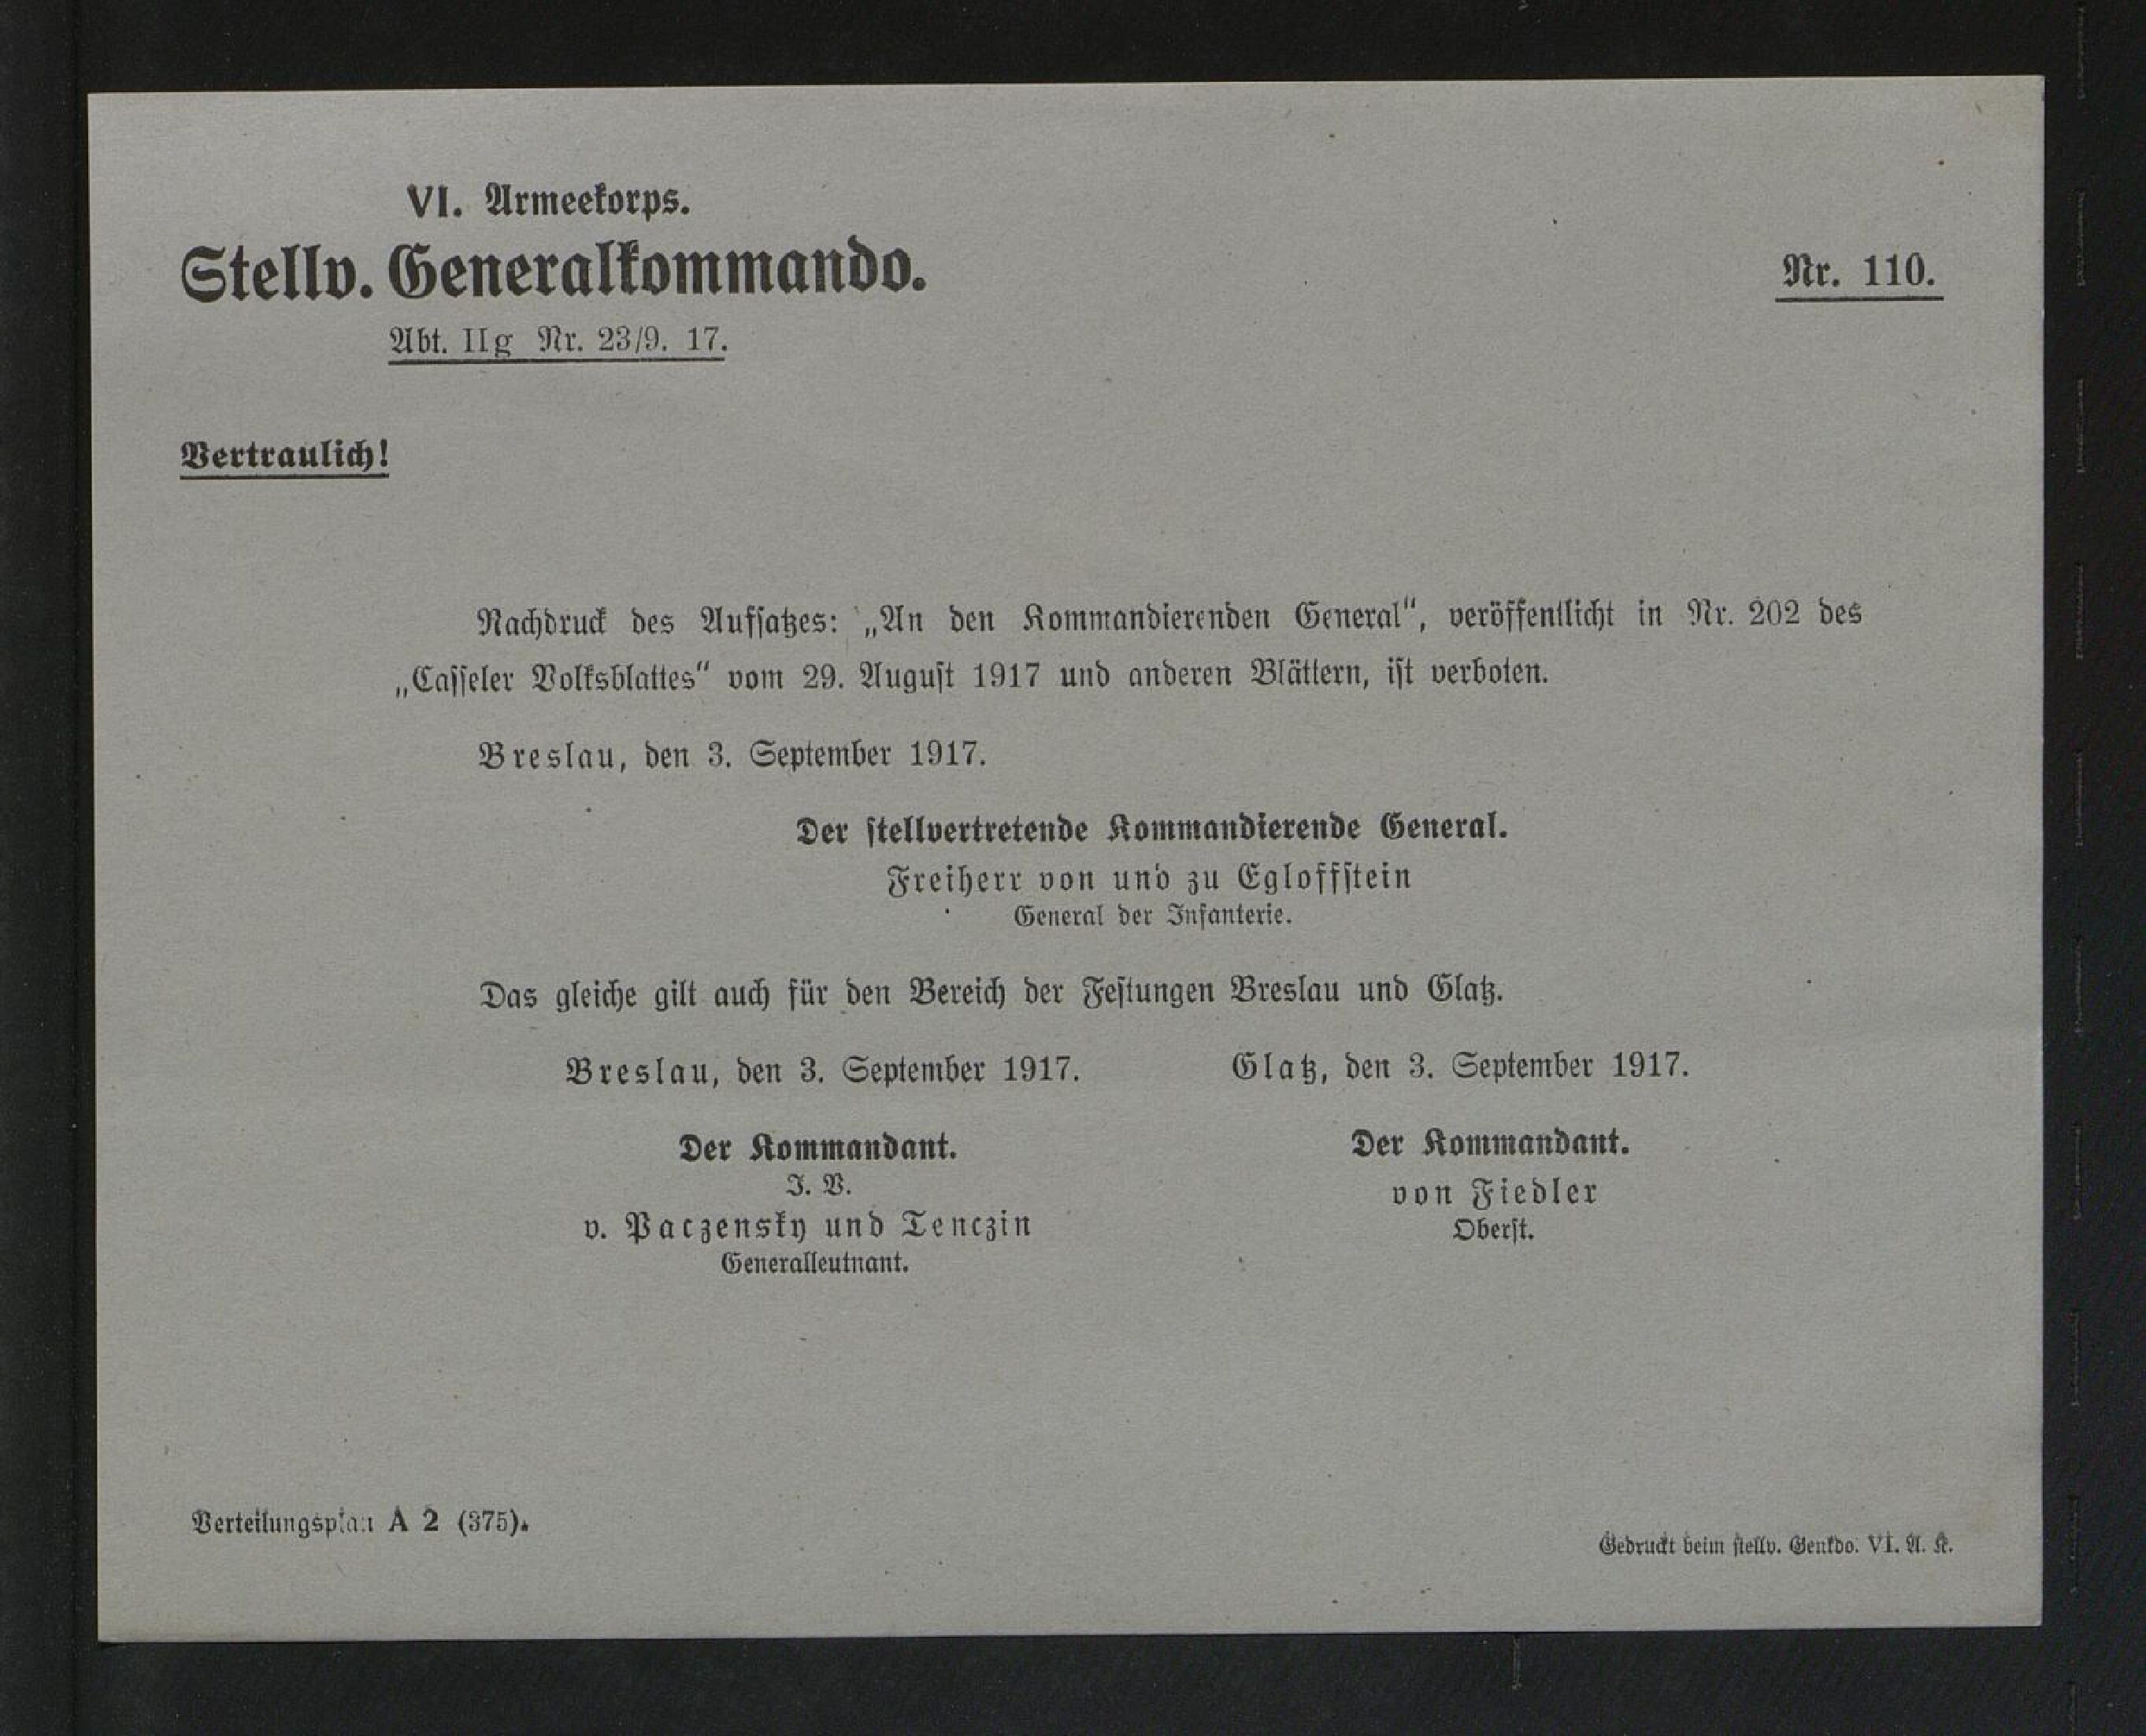 VI. Armeekorps.
Stellv. Generalkommando.
Nr. 110.
Abt. IIg Nr. 23/9. 17.
Vertraulich!
Nachdruck des Aufsatzes: „An den Kommandierenden General“, veröffentlicht in Nr. 202 des
„Casseler Volksblattes“ vom 29. August 1917 und anderen Blättern, ist verboten.
Breslau, den 3. September 1917.
Der stellvertretende Kommandierende General.
Freiherr von und zu Egloffstein
General der Infanterie.
Das gleiche gilt auch für den Bereich der Festungen Breslau und Glatz.
Breslau, den 3. September 1917.
Der Kommandant.
J. V.
v. Paczensky und Tenczin
Generalleutnant.
Glatz, den 3. September 1917.
Der Kommandant.
von Fiedler
Oberst.
Verteilungsplan A 2 (375).
Gedruckt beim stellv. Genkdo. VI. A. K.